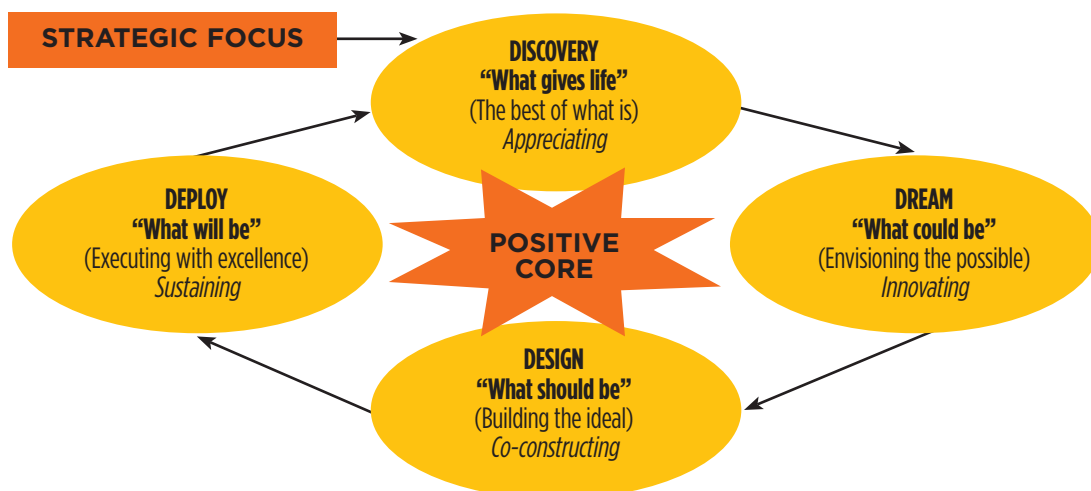 STRATEGIC FOCUS
DISCOVERY
“What gives life”
(The best of what is)
Appreciating
DEPLOY
“What will be”
(Executing with excellence)
Sustaining
POSITIVE
CORE
DREAM
“What could be”
(Envisioning the possible)
Innovating
DESIGN
“What should be”
(Building the ideal)
Co-constructing